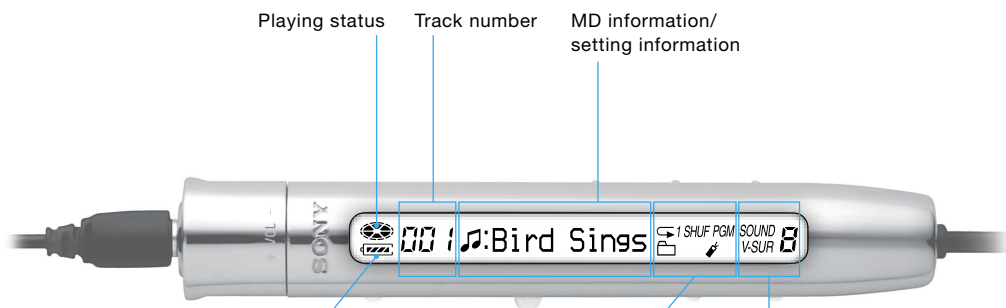 Playing status
Track number
MD information/
setting information
+ VOL -
SONY
001
♫:Bird Sings
1 SHUF PGM
SOUND
V-SUR
8